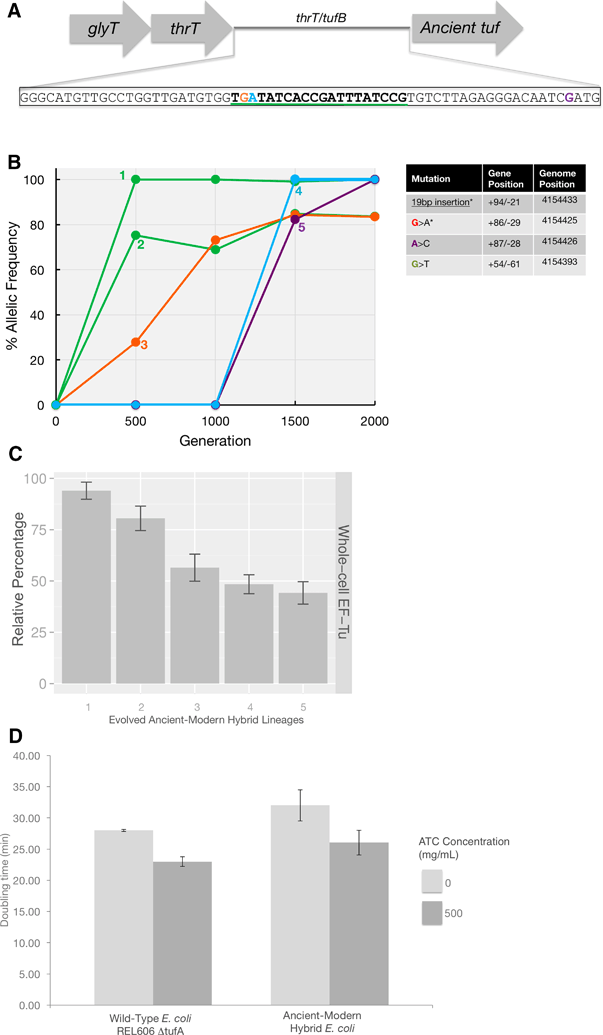 A
glyT thrT thrT/tufB Ancient tuf
GGGCATGTTGCCTGGTTGATGTGGTGATATCACCGATTTATCCGTGTCTTAGAGGGACAATCGATG
B
% Allelic Frequency
100
80
60
40
20
0
1
2
3
4
5
0 500 1000 1500 2000
Generation
Mutation Gene Position Genome Position
19bp insertion* +94/-21 4154433
G>A* +86/-29 4154425
A>C +87/-28 4154426
G>T +54/-61 4154393
C
Relative Percentage
100
75
50
25
0
Whole-cell EF-Tu
1 2 3 4 5
Evolved Ancient-Modern Hybrid Lineages
D
Doubling time (min)
40.00
35.00
30.00
25.00
20.00
15.00
10.00
5.00
0.00
ATC Concentration
(mg/mL)
0
500
Wild-Type E. coli
REL606 ΔtufA
Ancient-Modern
Hybrid E. coli